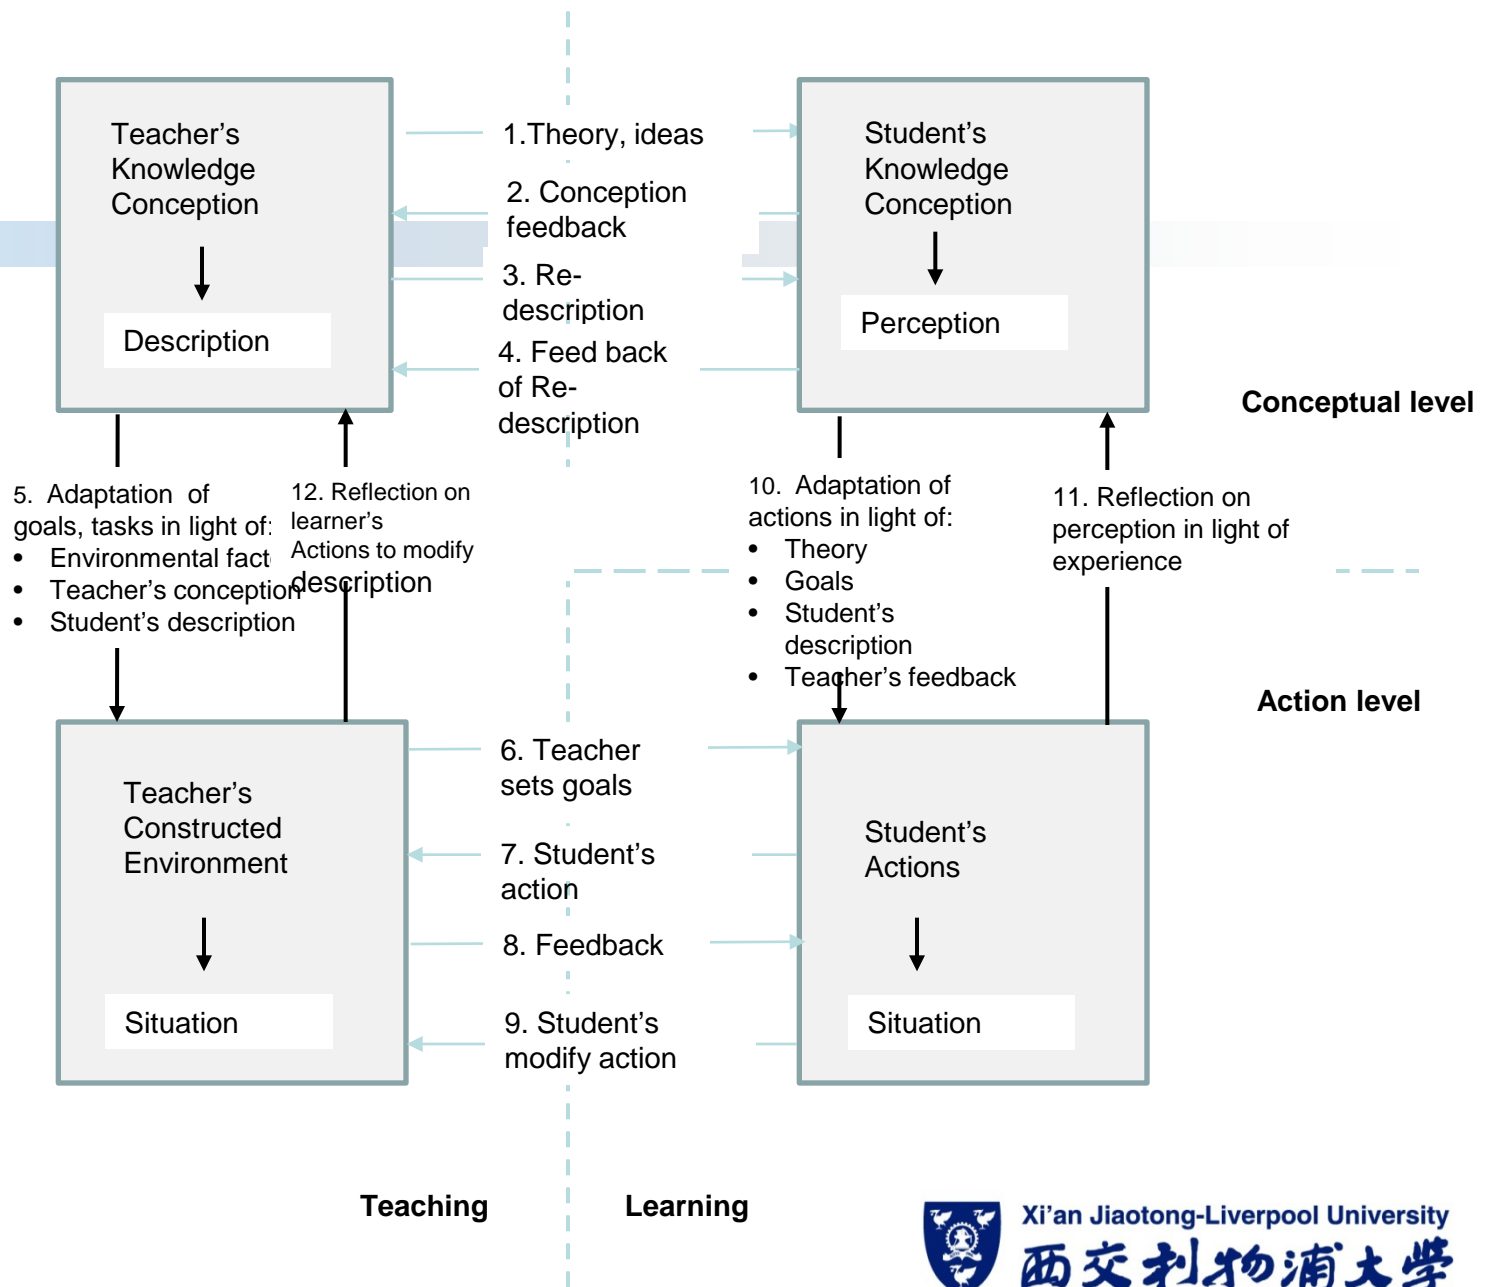 Teacher's
Knowledge
Conception
Description
1.Theory, ideas
2. Conception
feedback
3. Re-
description
4. Feed back
of Re-
description
Student's
Knowledge
Conception
Perception
Conceptual level
5. Adaptation of
goals, tasks in light of:
• Environmental fact
• Teacher's conception
• Student's description
12. Reflection on
learner's
Actions to modify
description
10. Adaptation of
actions in light of:
• Theory
• Goals
• Student's
description
• Teacher's feedback
11. Reflection on
perception in light of
experience
Action level
Teacher's
Constructed
Environment
Situation
6. Teacher
sets goals
7. Student's
action
8. Feedback
9. Student's
modify action
Student's
Actions
Situation
Teaching
Learning
Xi'an Jiaotong-Liverpool University
西交利物浦大學